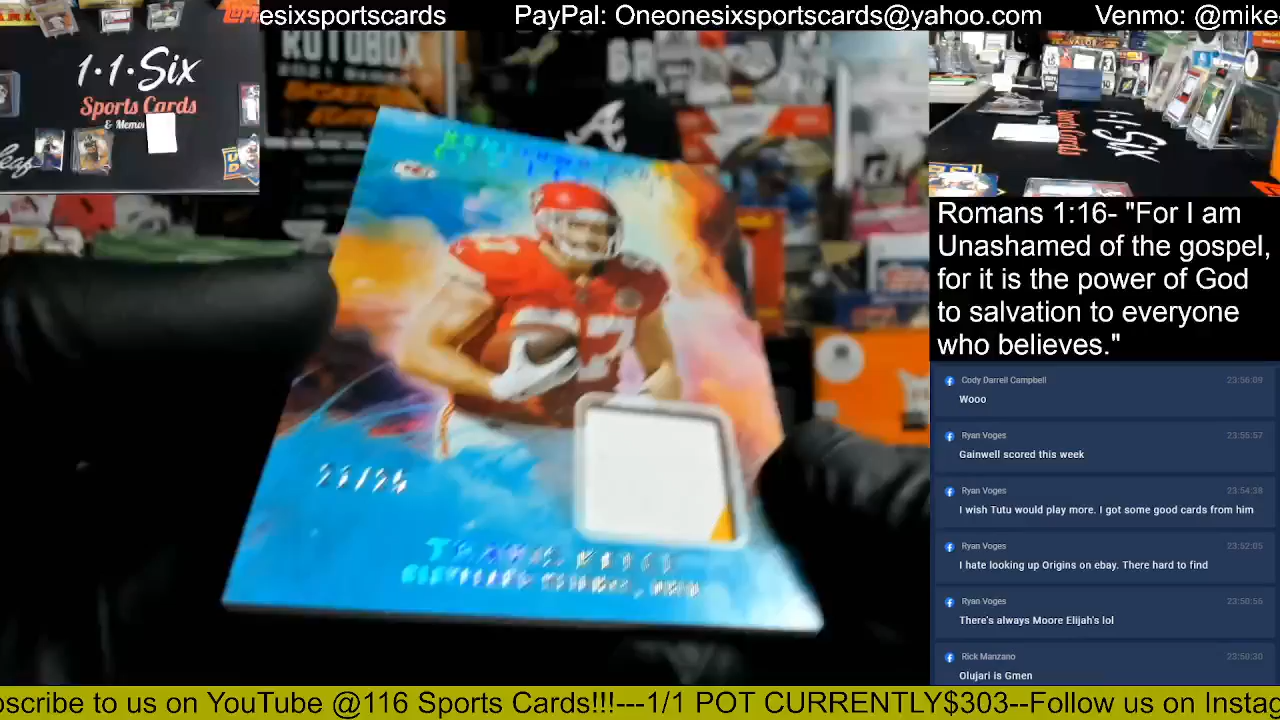 esixsportscards PayPal: Oneonesixsportscards@yahoo.com Venmo: @mike
1·1·Six
Sports Cards
AUTOBOX
Romans 1:16- "For I am
Unashamed of the gospel,
for it is the power of God
to salvation to everyone
who believes."
Cody Darrell Campbell 23:56:09
Wooo
Ryan Voges 23:55:57
Gainwell scored this week
Ryan Voges 23:54:38
I wish Tutu would play more. I got some good cards from him
Ryan Voges 23:52:05
I hate looking up Origins on ebay. There hard to find
Ryan Voges 23:50:56
There's always Moore Elijah's lol
Rick Manzano 23:50:30
Olujari is Gmen
87
TRAVIS KELCE
scribe to us on YouTube @116 Sports Cards!!!---1/1 POT CURRENTLY$303--Follow us on Instag